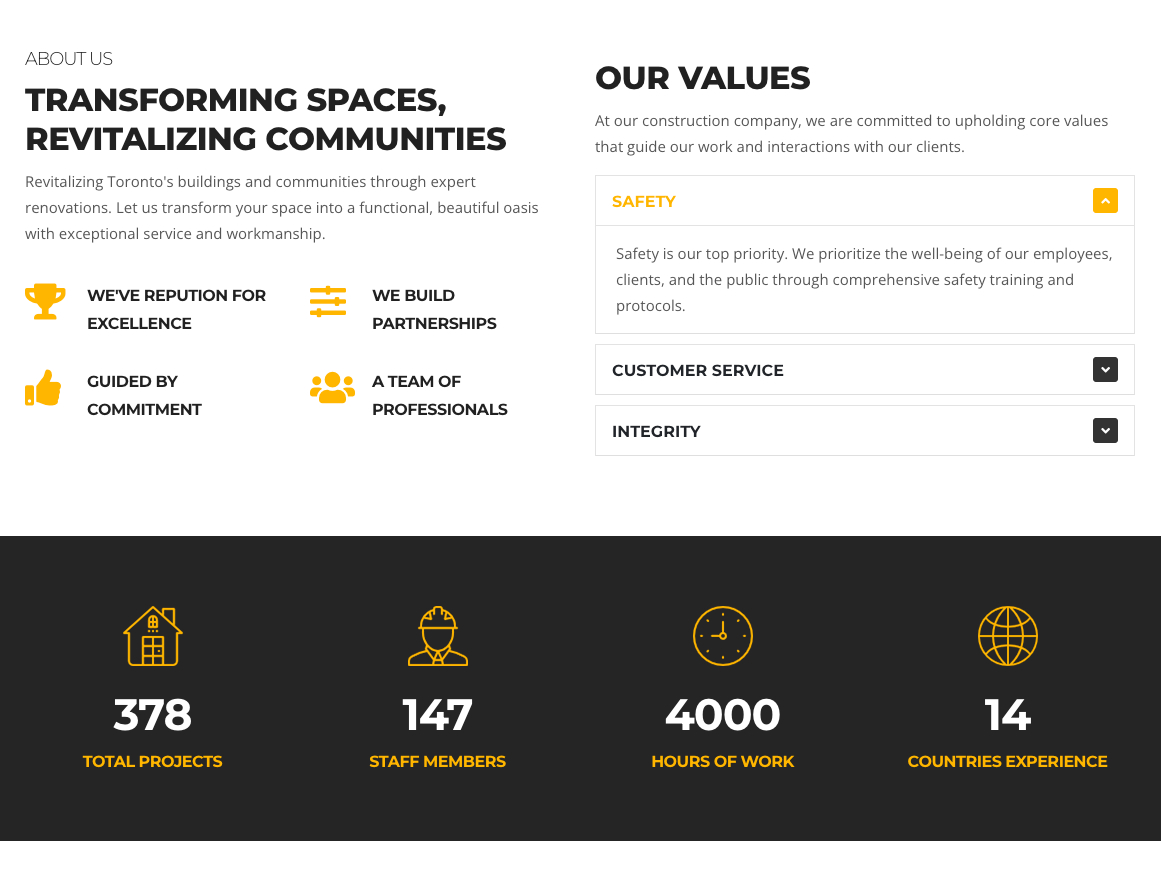 ABOUT US
TRANSFORMING SPACES,
REVITALIZING COMMUNITIES
Revitalizing Toronto's buildings and communities through expert
renovations. Let us transform your space into a functional, beautiful oasis
with exceptional service and workmanship.
WE'VE REPUTION FOR
EXCELLENCE
WE BUILD
PARTNERSHIPS
GUIDED BY
COMMITMENT
A TEAM OF
PROFESSIONALS
OUR VALUES
At our construction company, we are committed to upholding core values
that guide our work and interactions with our clients.
SAFETY
Safety is our top priority. We prioritize the well-being of our employees,
clients, and the public through comprehensive safety training and
protocols.
CUSTOMER SERVICE
INTEGRITY
378
TOTAL PROJECTS
147
STAFF MEMBERS
4000
HOURS OF WORK
14
COUNTRIES EXPERIENCE